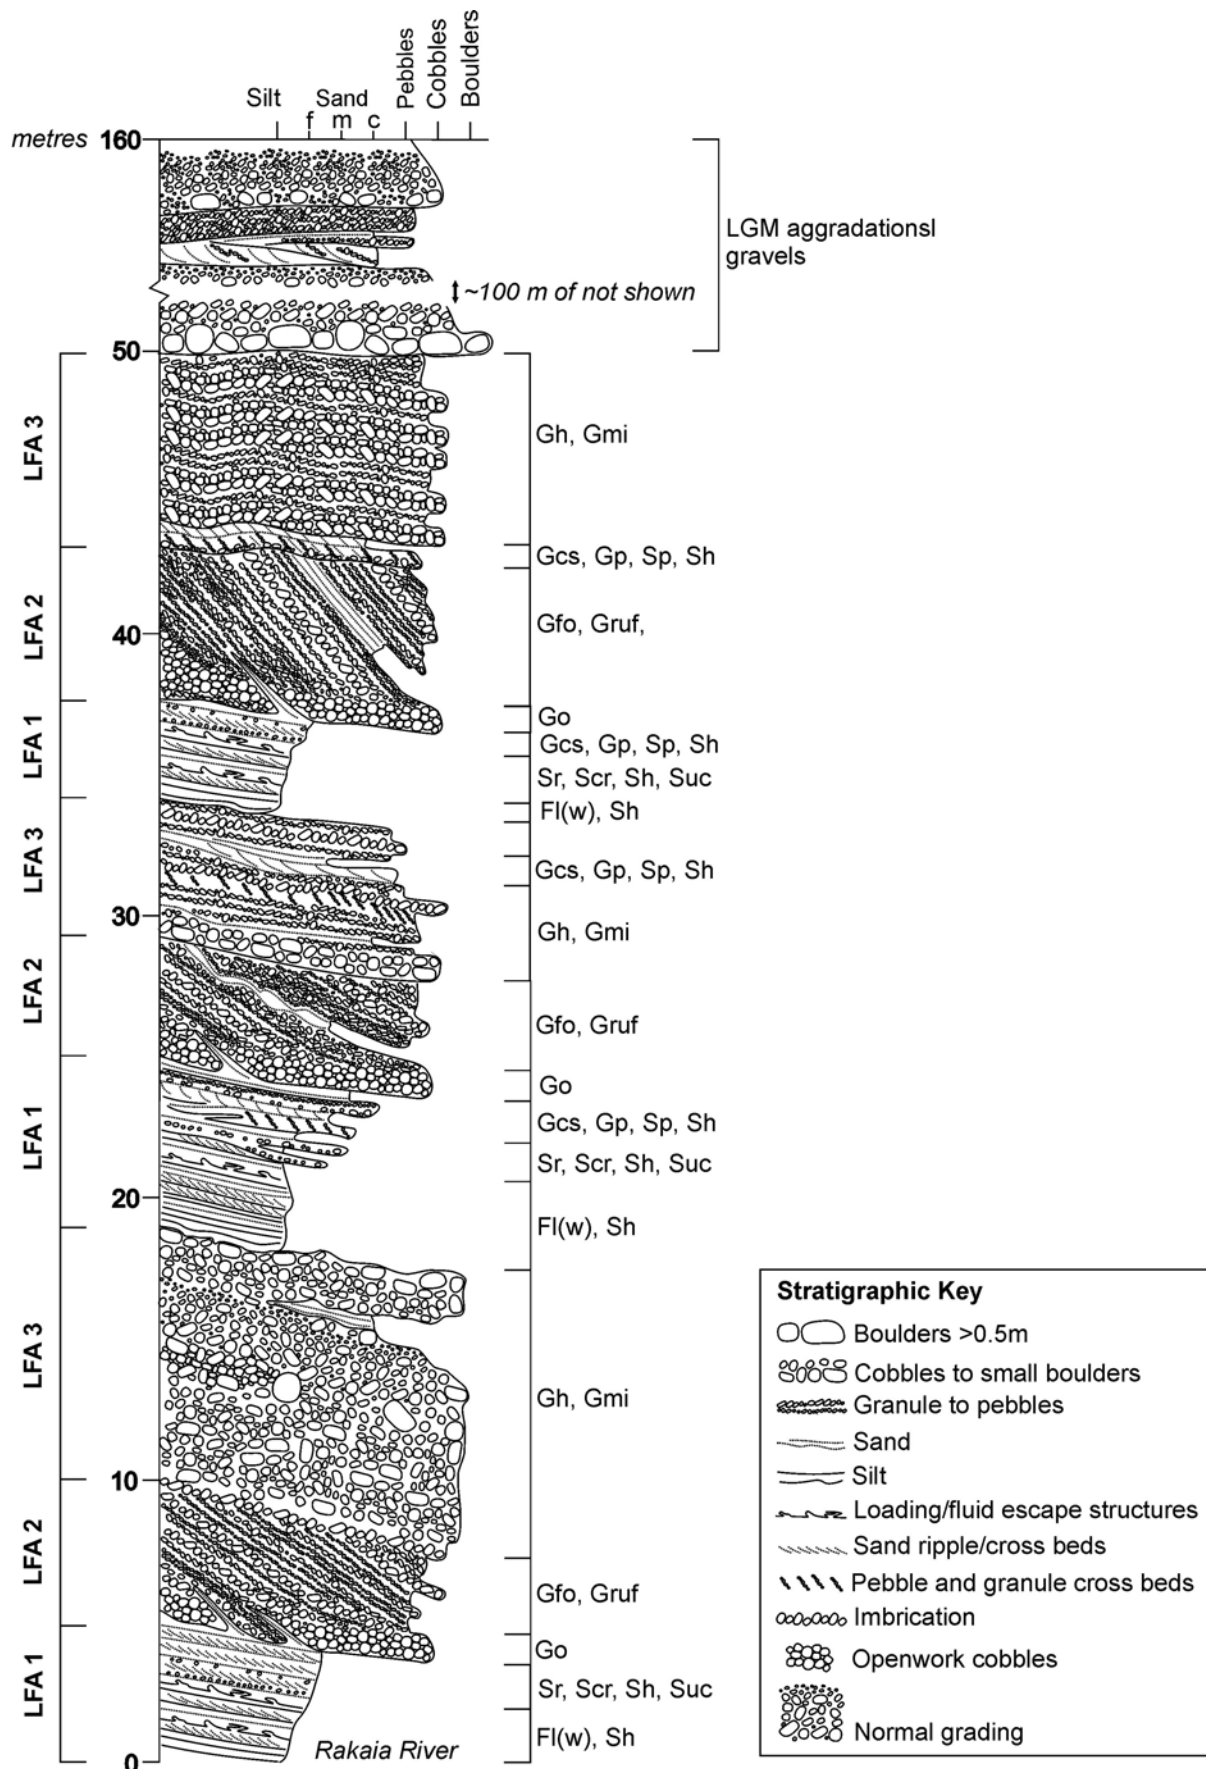 Silt
Sand
f
m
c
Pebbles
Cobbles
Boulders
metres
160
LGM aggradationsl
gravels
~100 m of not shown
50
LFA 3
Gh, Gmi
Gcs, Gp, Sp, Sh
LFA 2
40
Gfo, Gruf,
LFA 1
Go
Gcs, Gp, Sp, Sh
Sr, Scr, Sh, Suc
Fl(w), Sh
LFA 3
Gcs, Gp, Sp, Sh
30
Gh, Gmi
LFA 2
Gfo, Gruf
LFA 1
Go
Gcs, Gp, Sp, Sh
Sr, Scr, Sh, Suc
20
Fl(w), Sh
LFA 3
Gh, Gmi
10
LFA 2
Gfo, Gruf
LFA 1
Go
Sr, Scr, Sh, Suc
Fl(w), Sh
0
Rakaia River
Stratigraphic Key
Boulders >0.5m
Cobbles to small boulders
Granule to pebbles
Sand
Silt
Loading/fluid escape structures
Sand ripple/cross beds
Pebble and granule cross beds
Imbrication
Openwork cobbles
Normal grading